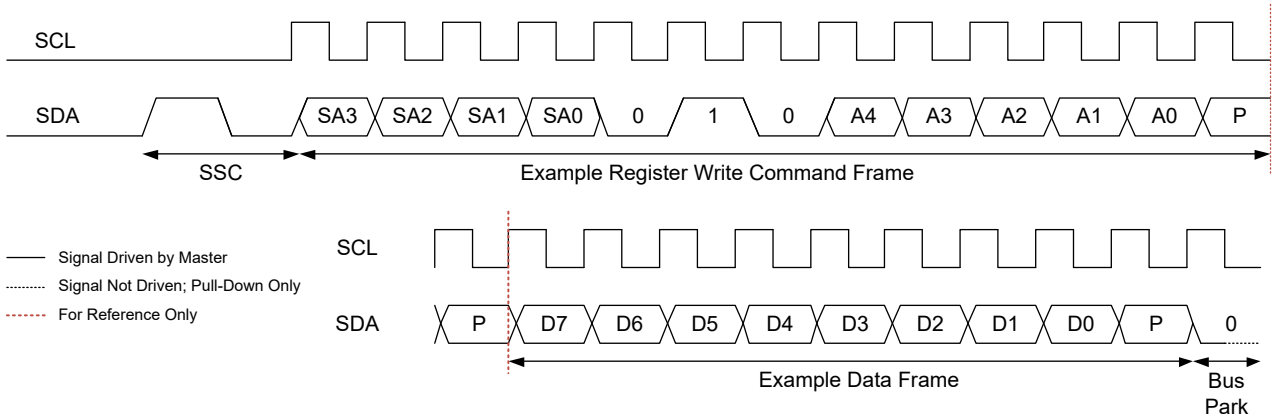 SCL
SDA SA3 SA2 SA1 SA0 0 1 0 A4 A3 A2 A1 A0 P
SSC Example Register Write Command Frame
SCL
Signal Driven by Master
Signal Not Driven; Pull-Down Only
For Reference Only
SDA P D7 D6 D5 D4 D3 D2 D1 D0 P 0
Example Data Frame Bus
Park